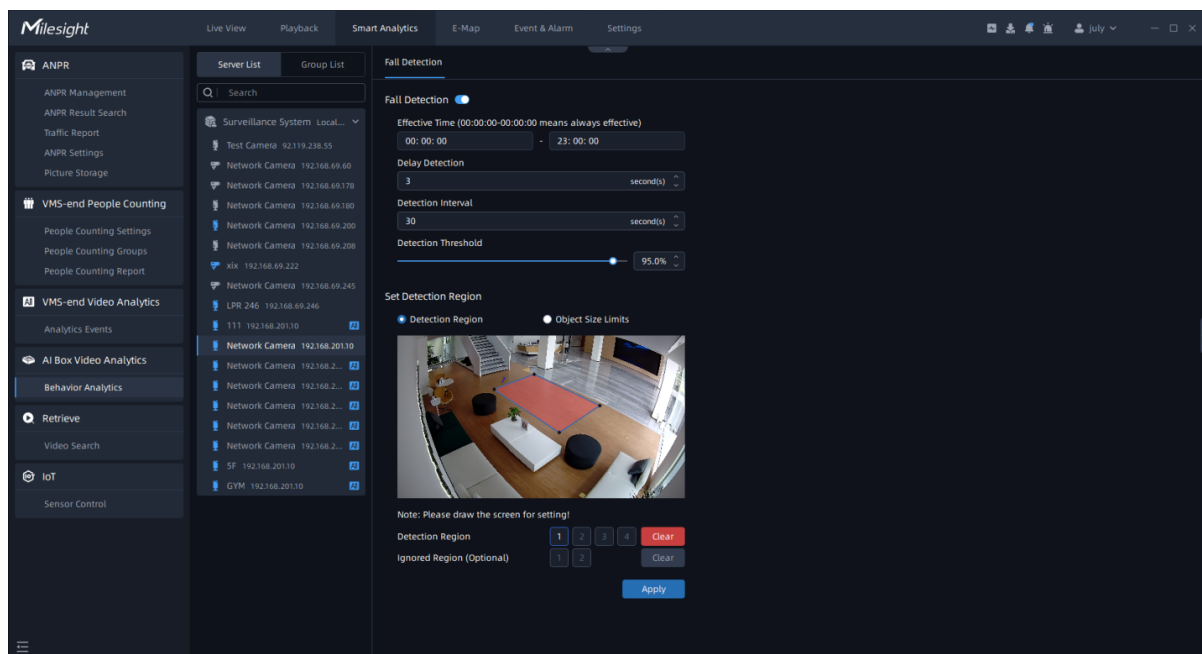 Milesight
Live View Playback Smart Analytics E-Map Event & Alarm Settings july
ANPR
ANPR Management
ANPR Result Search
Traffic Report
ANPR Settings
Picture Storage
VMS-end People Counting
People Counting Settings
People Counting Groups
People Counting Report
VMS-end Video Analytics
Analytics Events
AI Box Video Analytics
Behavior Analytics
Retrieve
Video Search
IoT
Sensor Control
Server List Group List
Search
Surveillance System Local...
Test Camera 92.119.238.55
Network Camera 192.168.69.60
Network Camera 192.168.69.178
Network Camera 192.168.69.180
Network Camera 192.168.69.200
Network Camera 192.168.69.208
xix 192.168.69.222
Network Camera 192.168.69.245
LPR 246 192.168.69.246
111 192.168.201.10 AI
Network Camera 192.168.201.10
Network Camera 192.168.2... AI
Network Camera 192.168.2... AI
Network Camera 192.168.2... AI
Network Camera 192.168.2... AI
Network Camera 192.168.2... AI
SF 192.168.201.10 AI
GYM 192.168.201.10 AI
Fall Detection
Fall Detection
Effective Time (00:00:00-00:00:00 means always effective)
00: 00: 00 - 23: 00: 00
Delay Detection
3 second(s)
Detection Interval
30 second(s)
Detection Threshold
95.0%
Set Detection Region
Detection Region Object Size Limits
Note: Please draw the screen for setting!
Detection Region 1 2 3 4 Clear
Ignored Region (Optional) 1 2 Clear
Apply